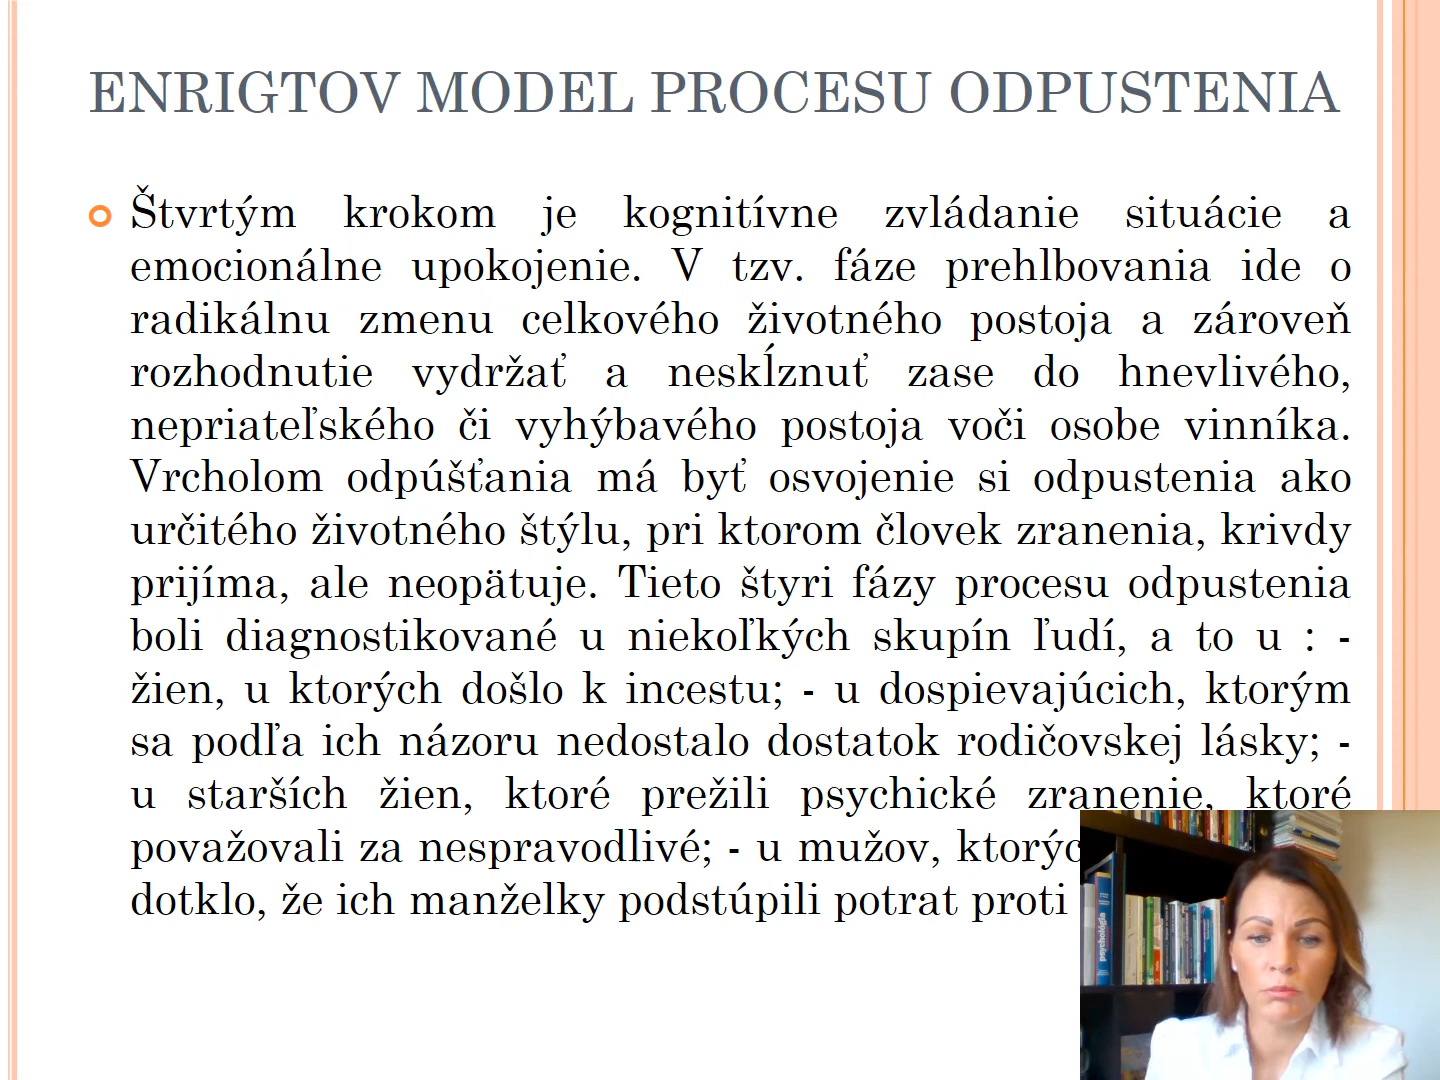 ENRIGTOV MODEL PROCESU ODPUSTENIA
Štvrtým krokom je kognitívne zvládanie situácie a
emocionálne upokojenie. V tzv. fáze prehlbovania ide o
radikálnu zmenu celkového životného postoja a zároveň
rozhodnutie vydržať a neskĺznuť zase do hnevlivého,
nepriateľského či vyhýbavého postoja voči osobe vinníka.
Vrcholom odpúšťania má byť osvojenie si odpustenia ako
určitého životného štýlu, pri ktorom človek zranenia, krivdy
prijíma, ale neopätuje. Tieto štyri fázy procesu odpustenia
boli diagnostikované u niekoľkých skupín ľudí, a to u : -
žien, u ktorých došlo k incestu; - u dospievajúcich, ktorým
sa podľa ich názoru nedostalo dostatok rodičovskej lásky; -
u starších žien, ktoré prežili psychické zranenie, ktoré
považovali za nespravodlivé; - u mužov,
dotklo, že ich manželky podstúpili potrat proti
psychológia